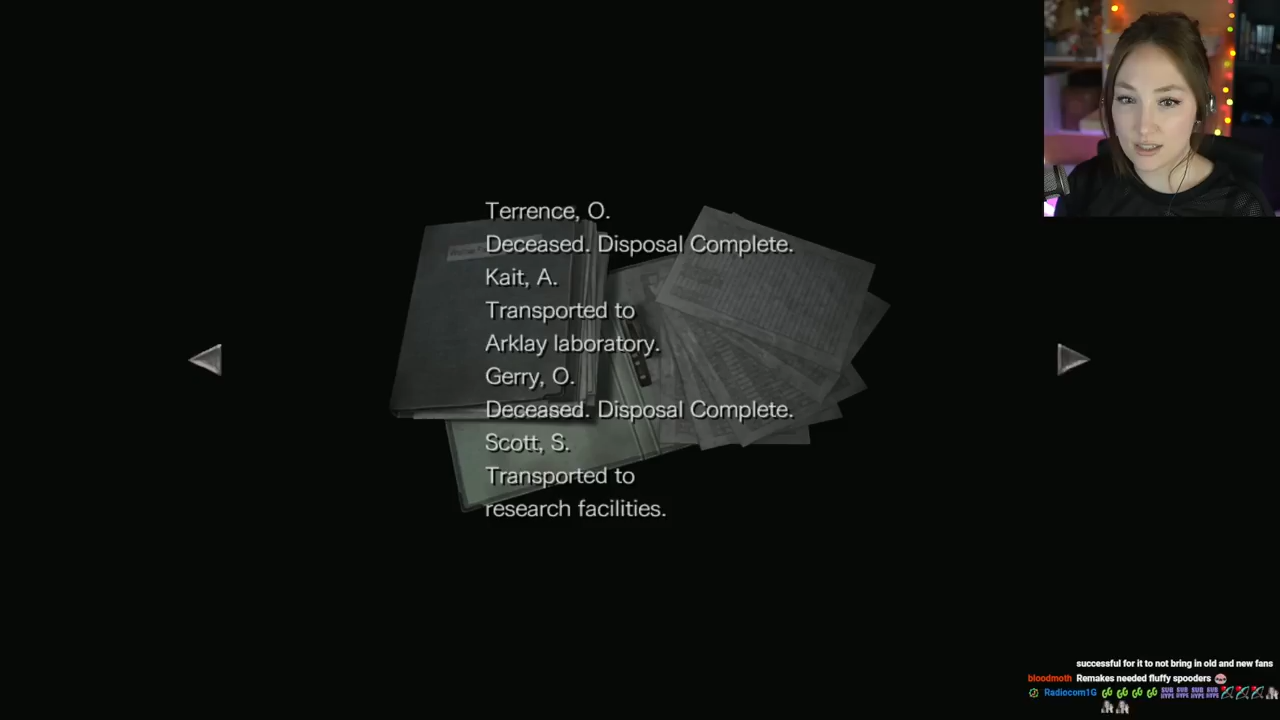 Terrence, O.
Deceased. Disposal Complete.
Kait, A.
Transported to
Arklay laboratory.
Gerry, O.
Deceased. Disposal Complete.
Scott, S.
Transported to
research facilities.
successful for it to not bring in old and new fans
bloodmoth Remakes needed fluffy spooders
Radiocom1G